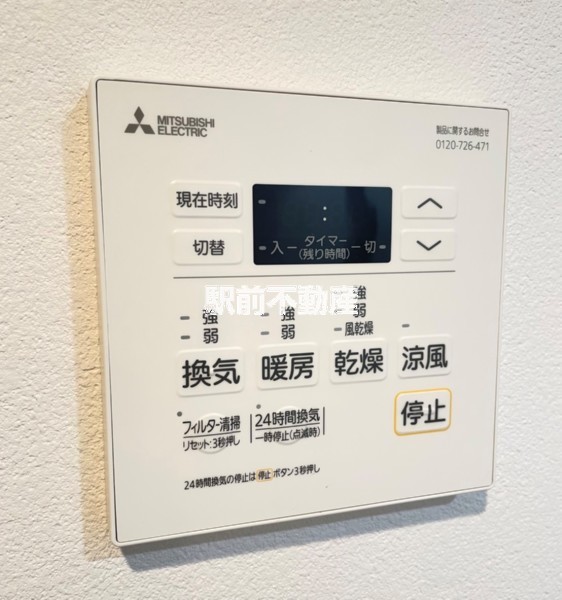 MITSUBISHI
ELECTRIC
製品に関するお問合せ
0120-726-471
現在時刻
:
切替
入 タイマー 切
(残り時間)
駅前不動産
強
弱
強
弱
強
弱
風乾燥
換気
暖房
乾燥
涼風
フィルター清掃
リセット:3秒押し
24時間換気
一時停止(点滅時)
停止
24時間換気の停止は 停止 ボタン3秒押し